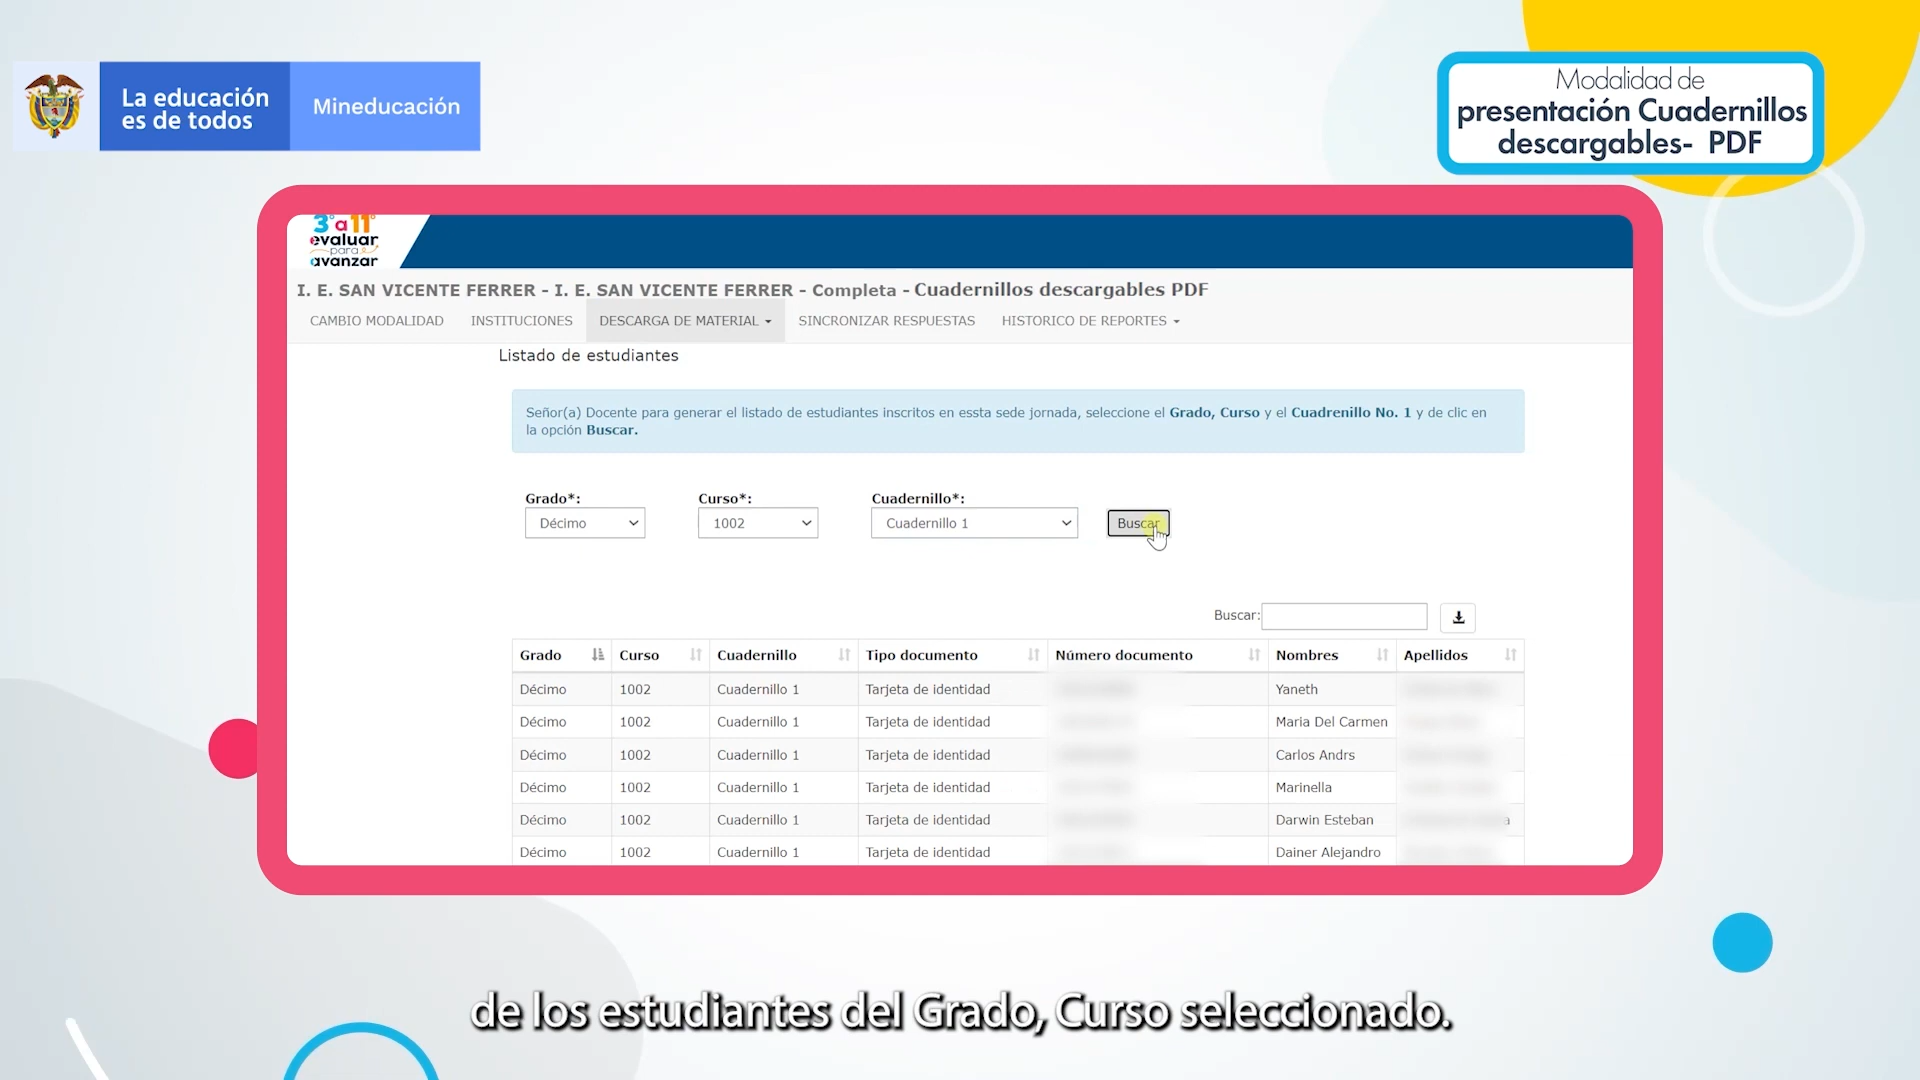 La educación
es de todos
Mineducación
Modalidad de
presentación Cuadernillos
descargables- PDF
3° a 11°
evaluar
para
avanzar
I. E. SAN VICENTE FERRER - I. E. SAN VICENTE FERRER - Completa - Cuadernillos descargables PDF
CAMBIO MODALIDAD INSTITUCIONES DESCARGA DE MATERIAL SINCRONIZAR RESPUESTAS HISTORICO DE REPORTES
Listado de estudiantes
Señor(a) Docente para generar el listado de estudiantes inscritos en essta sede jornada, seleccione el Grado, Curso y el Cuadrenillo No. 1 y de clic en
la opción Buscar.
Grado*: Curso*: Cuadernillo*:
Décimo 1002 Cuadernillo 1 Buscar
Buscar:
Grado Curso Cuadernillo Tipo documento Número documento Nombres Apellidos
Décimo 1002 Cuadernillo 1 Tarjeta de identidad Yaneth
Décimo 1002 Cuadernillo 1 Tarjeta de identidad Maria Del Carmen
Décimo 1002 Cuadernillo 1 Tarjeta de identidad Carlos Andrs
Décimo 1002 Cuadernillo 1 Tarjeta de identidad Marinella
Décimo 1002 Cuadernillo 1 Tarjeta de identidad Darwin Esteban
Décimo 1002 Cuadernillo 1 Tarjeta de identidad Dainer Alejandro
de los estudiantes del Grado, Curso seleccionado.